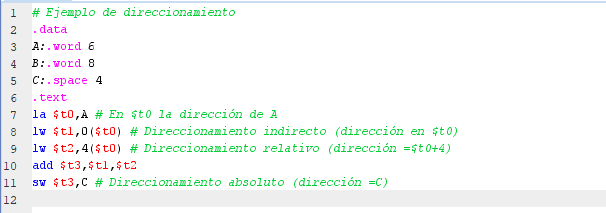 1 # Ejemplo de direccionamiento
2 .data
3 A:.word 6
4 B:.word 8
5 C:.space 4
6 .text
7 la $t0,A # En $t0 la dirección de A
8 lw $t1,0($t0) # Direccionamiento indirecto (dirección en $t0)
9 lw $t2,4($t0) # Direccionamiento relativo (dirección =$t0+4)
10 add $t3,$t1,$t2
11 sw $t3,C # Direccionamiento absoluto (dirección =C)
12